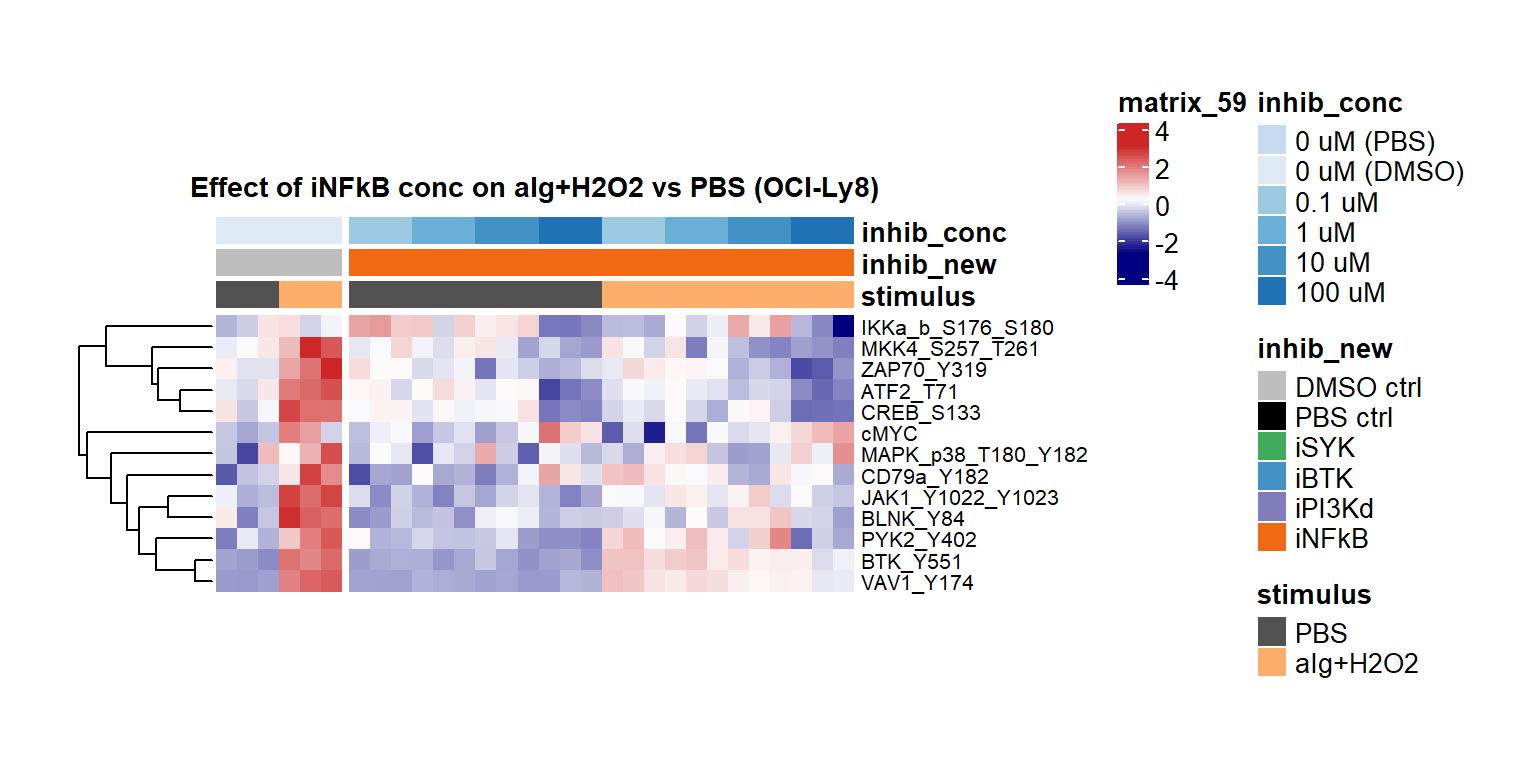 Effect of iNFkB conc on aIg+H2O2 vs PBS (OCI-Ly8)
inhib_conc
inhib_new
stimulus
IKKa_b_S176_S180
MKK4_S257_T261
ZAP70_Y319
ATF2_T71
CREB_S133
cMYC
MAPK_p38_T180_Y182
CD79a_Y182
JAK1_Y1022_Y1023
BLNK_Y84
PYK2_Y402
BTK_Y551
VAV1_Y174
matrix_59
4
2
0
-2
-4
inhib_conc
0 uM (PBS)
0 uM (DMSO)
0.1 uM
1 uM
10 uM
100 uM
inhib_new
DMSO ctrl
PBS ctrl
iSYK
iBTK
iPI3Kd
iNFkB
stimulus
PBS
aIg+H2O2